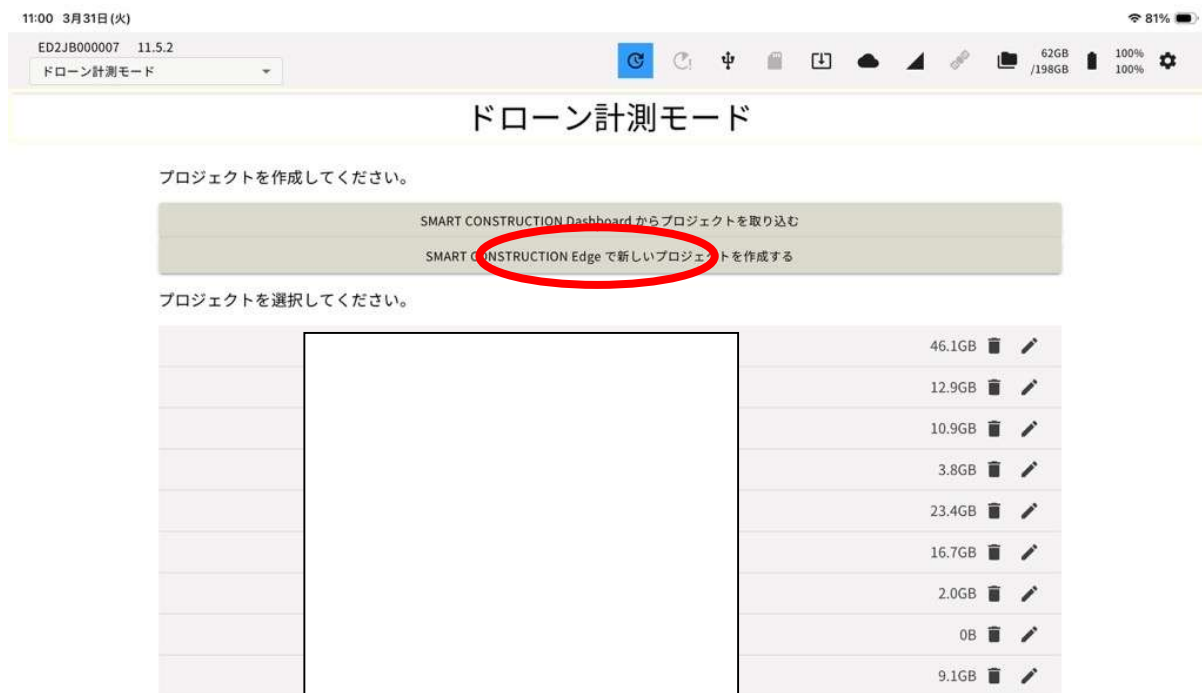 11:00 3月31日(火) 81%
ED2JB000007 11.5.2
ドローン計測モード
62GB
/198GB
100%
100%
ドローン計測モード
プロジェクトを作成してください。
SMART CONSTRUCTION Dashboard からプロジェクトを取り込む
SMART CONSTRUCTION Edge で新しいプロジェクトを作成する
プロジェクトを選択してください。
46.1GB
12.9GB
10.9GB
3.8GB
23.4GB
16.7GB
2.0GB
0B
9.1GB